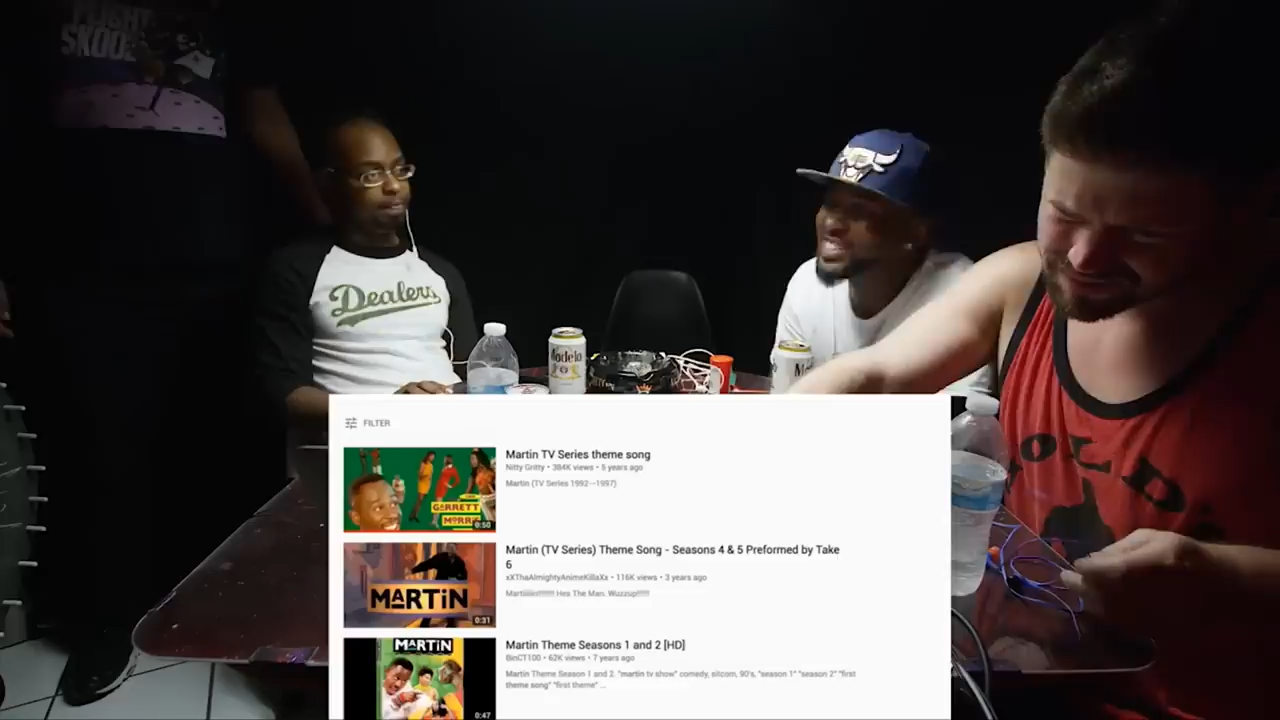 FLIGHT
SKOOL
Dealers
Modelo
Mo
GOLD'S
FILTER
Martin TV Series theme song
Nitty Gritty • 384K views • 5 years ago
Martin (TV Series 1992--1997)
GARRETT
MORRIS
0:50
Martin (TV Series) Theme Song - Seasons 4 & 5 Preformed by Take
6
xXThaAlmightyAnimeKillaXx • 116K views • 3 years ago
MARTIN
0:31
Martin Theme Seasons 1 and 2 [HD]
BinCT100 • 62K views • 7 years ago
Martin Theme Season 1 and 2. "martin tv show" comedy, sitcom, 90's, "season 1" "season 2" "first
theme song" "first theme" ...
MARTIN
0:47